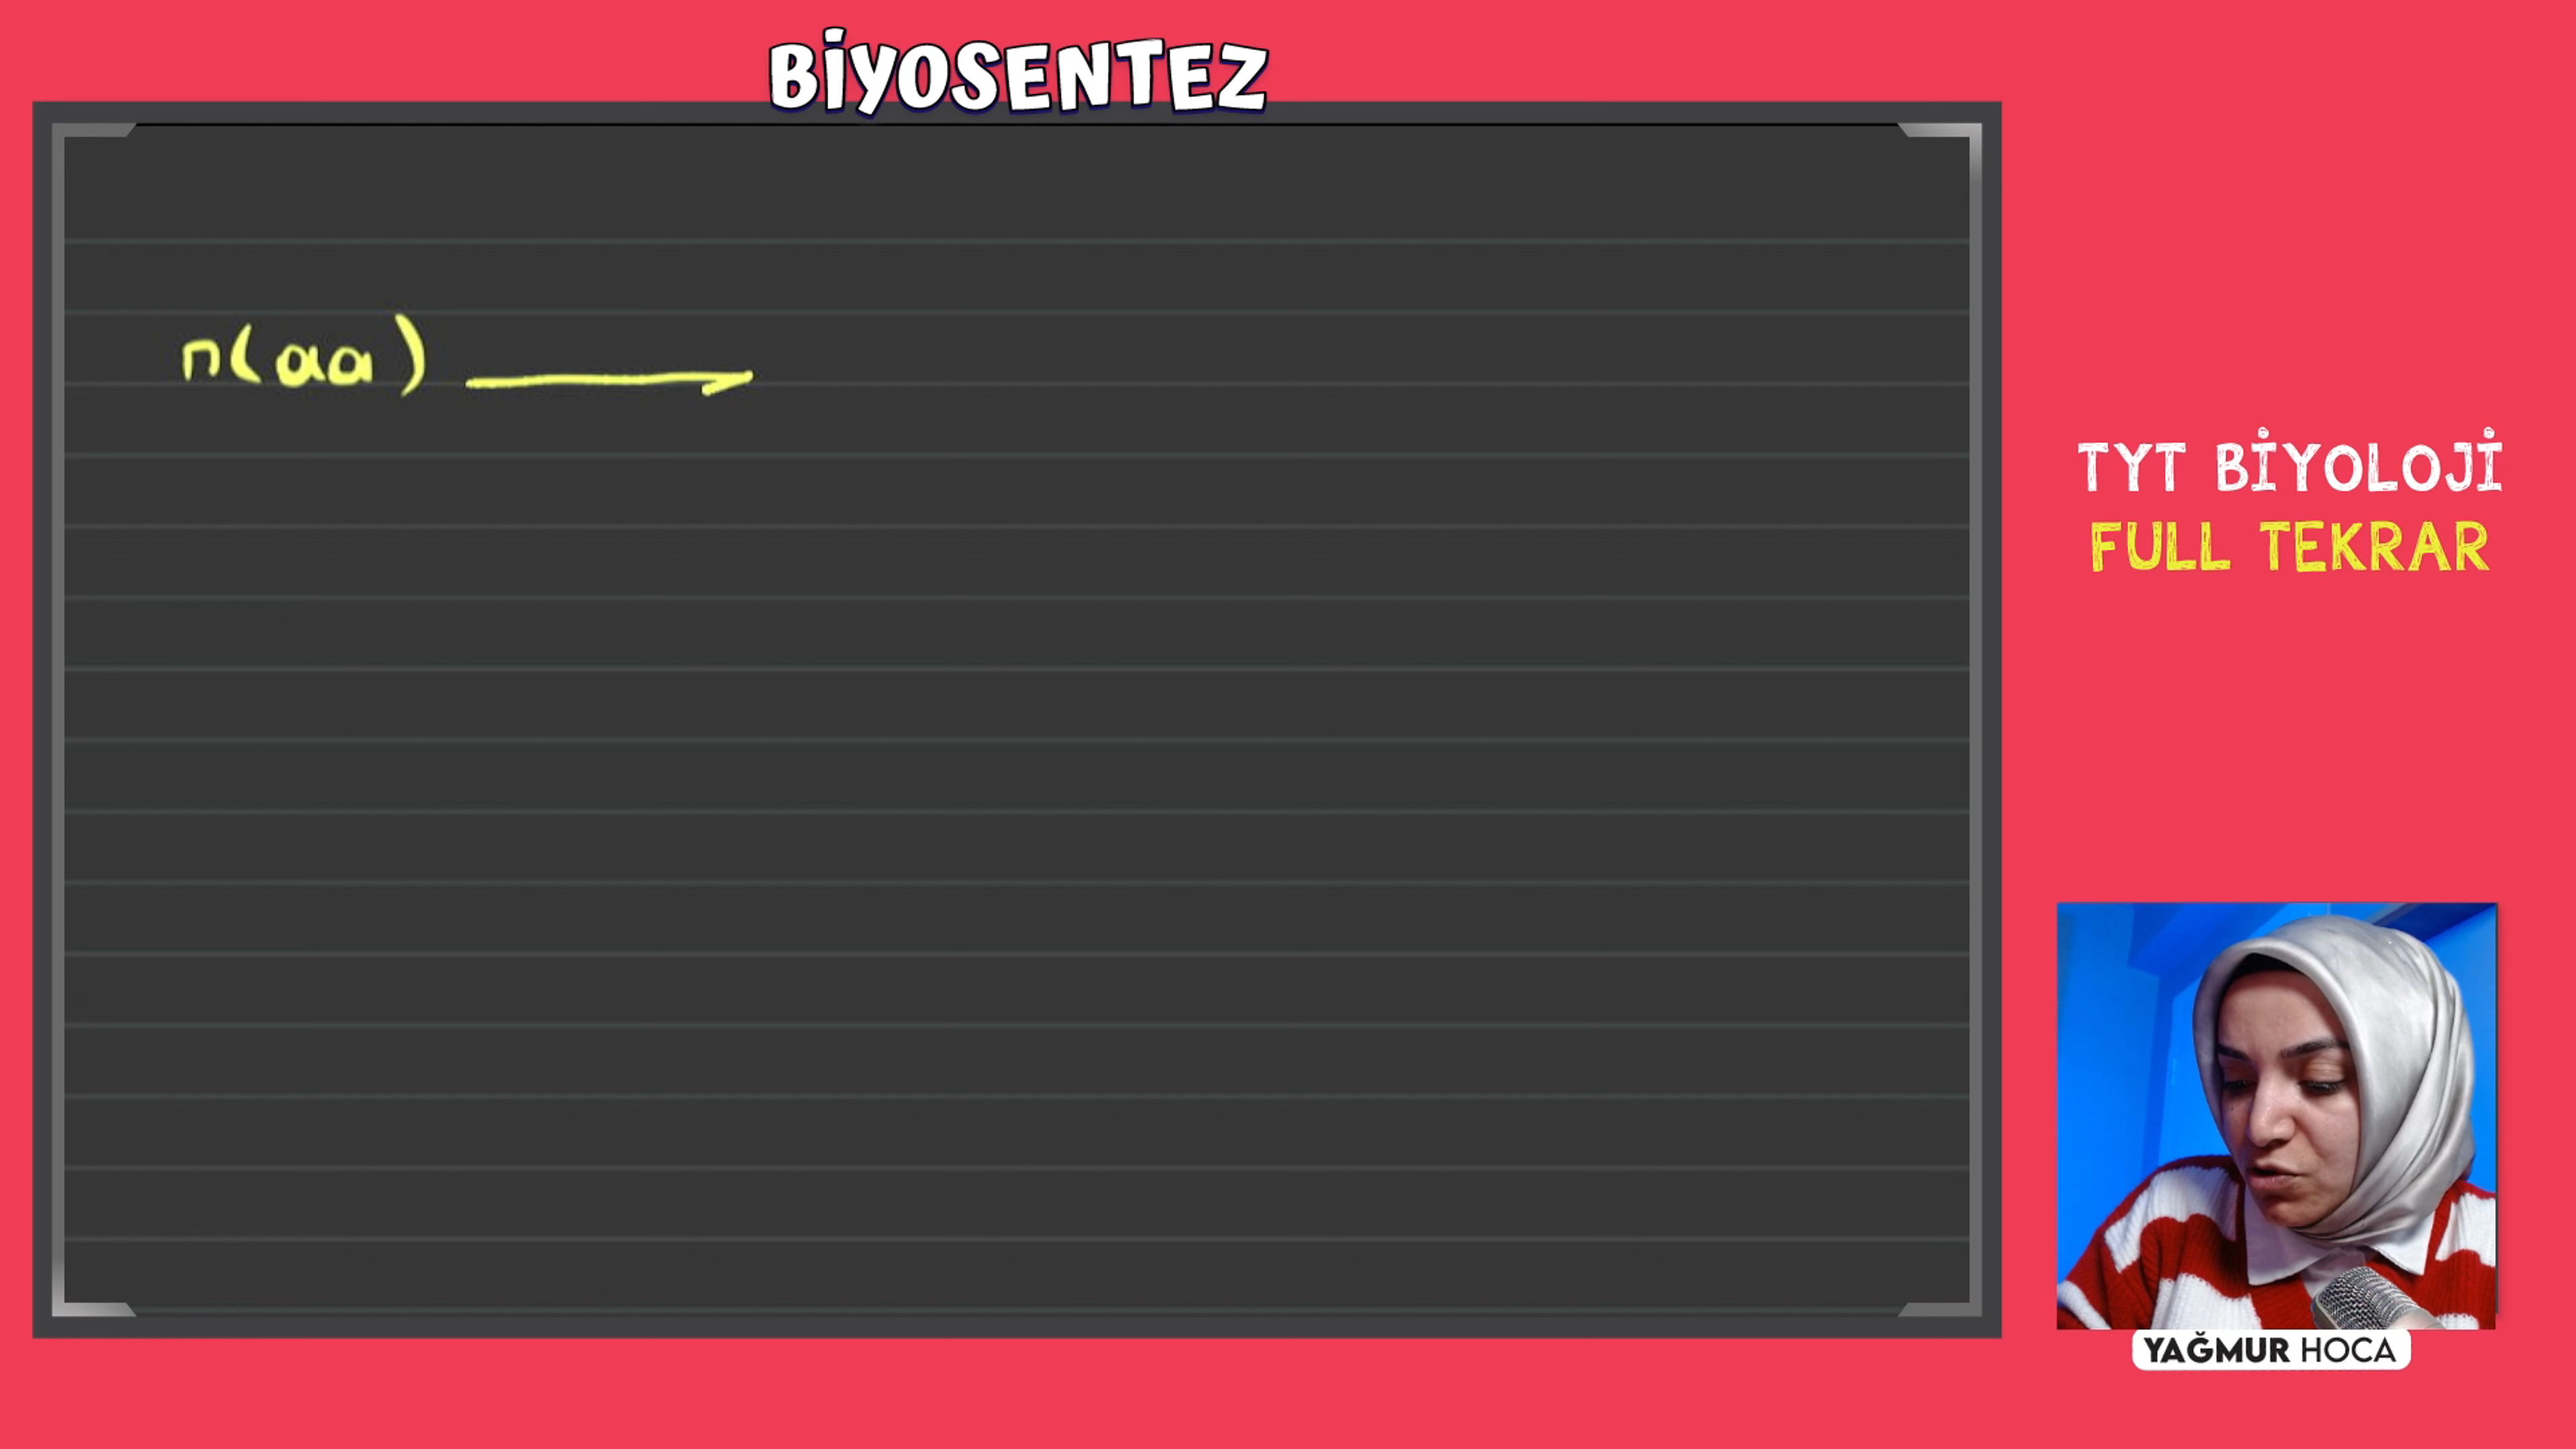 BİYOSENTEZ
n(aa) →
TYT BİYOLOJİ
FULL TEKRAR
YAĞMUR HOCA